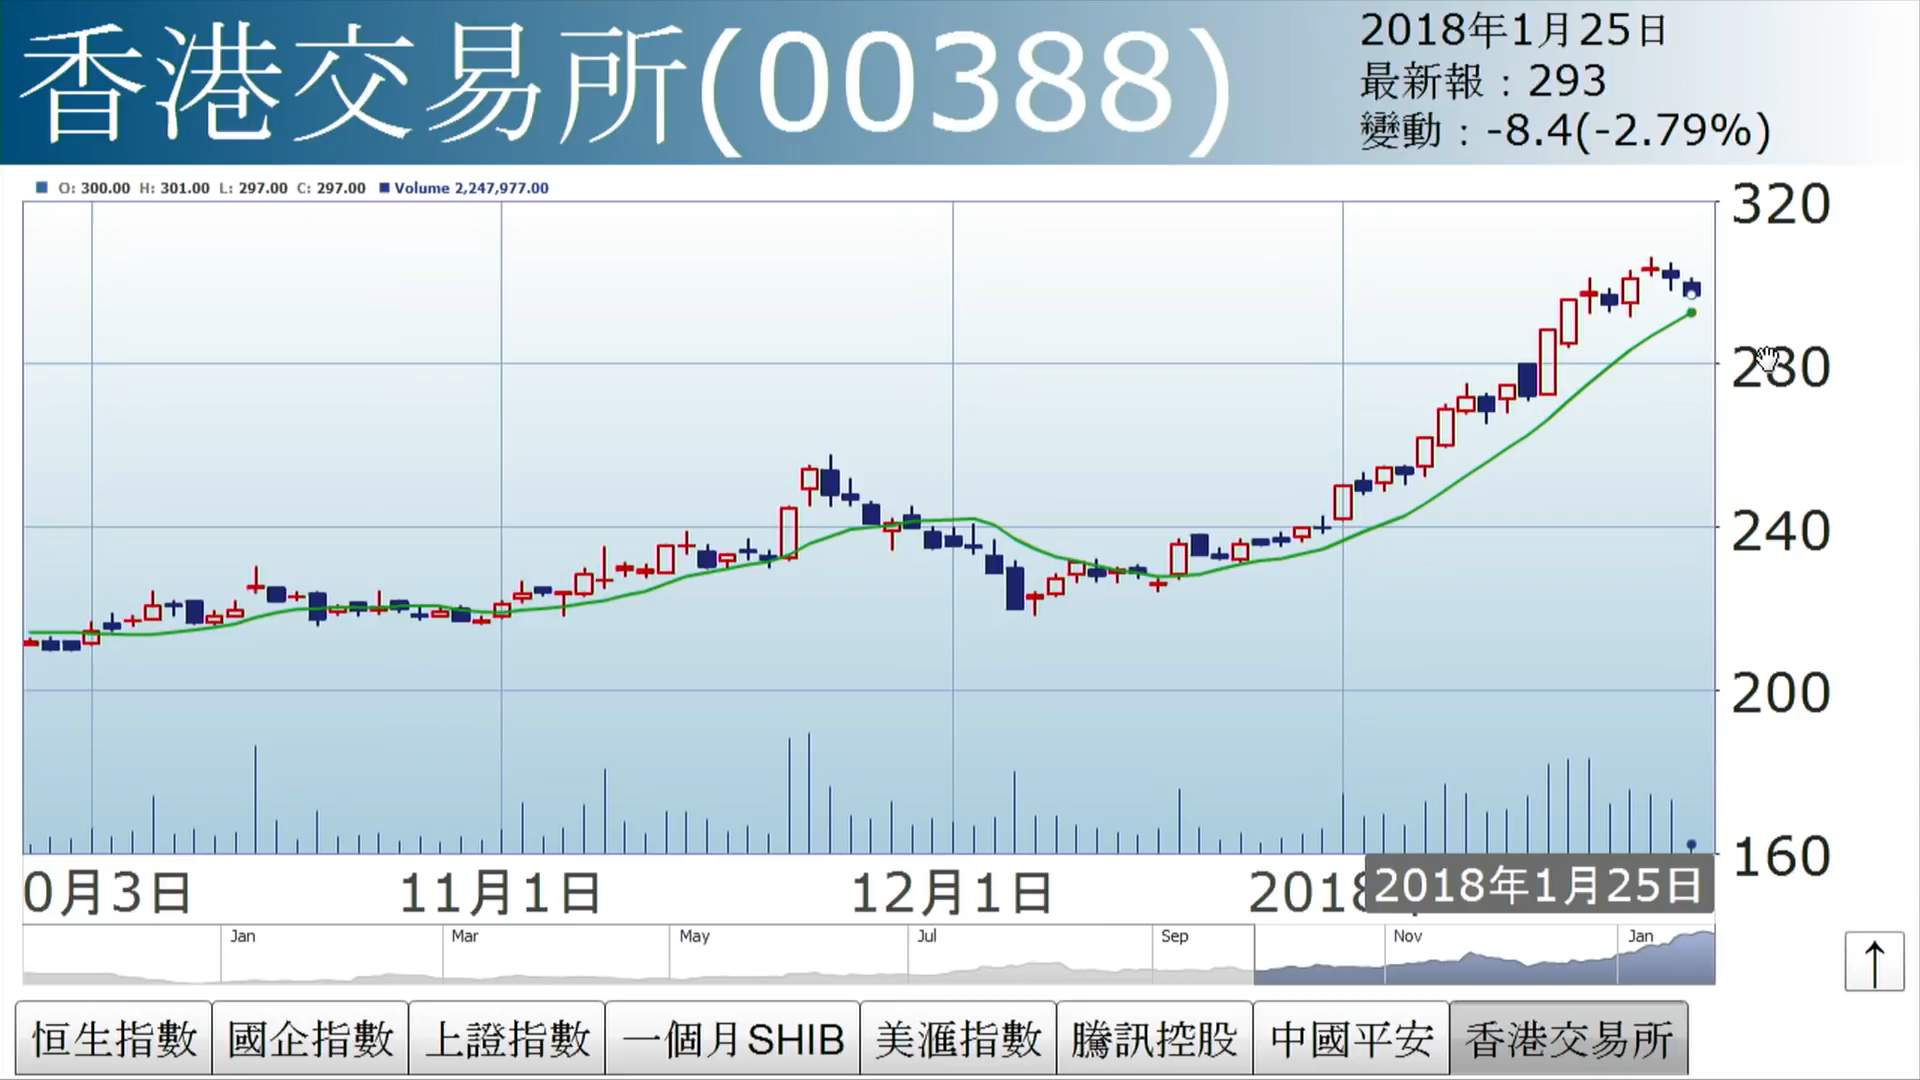 香港交易所(00388)
2018年1月25日
最新報：293
變動：-8.4(-2.79%)
O: 300.00 H: 301.00 L: 297.00 C: 297.00 Volume 2,247,977.00
320
280
240
200
160
0月3日 11月1日 12月1日 2018 2018年1月25日
Jan Mar May Jul Sep Nov Jan
恒生指數 國企指數 上證指數 一個月SHIB 美滙指數 騰訊控股 中國平安 香港交易所